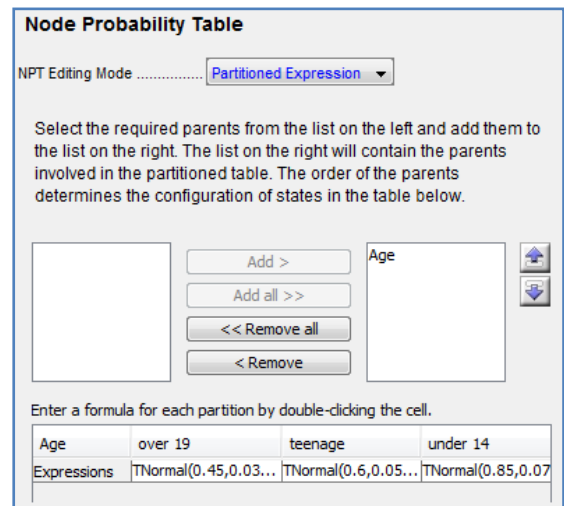 Node Probability Table
NPT Editing Mode ................ Partitioned Expression
Select the required parents from the list on the left and add them to
the list on the right. The list on the right will contain the parents
involved in the partitioned table. The order of the parents
determines the configuration of states in the table below.
Add >
Add all >>
<< Remove all
< Remove
Age
Enter a formula for each partition by double-clicking the cell.
Age over 19 teenage under 14
Expressions TNormal(0.45,0.03... TNormal(0.6,0.05... TNormal(0.85,0.07